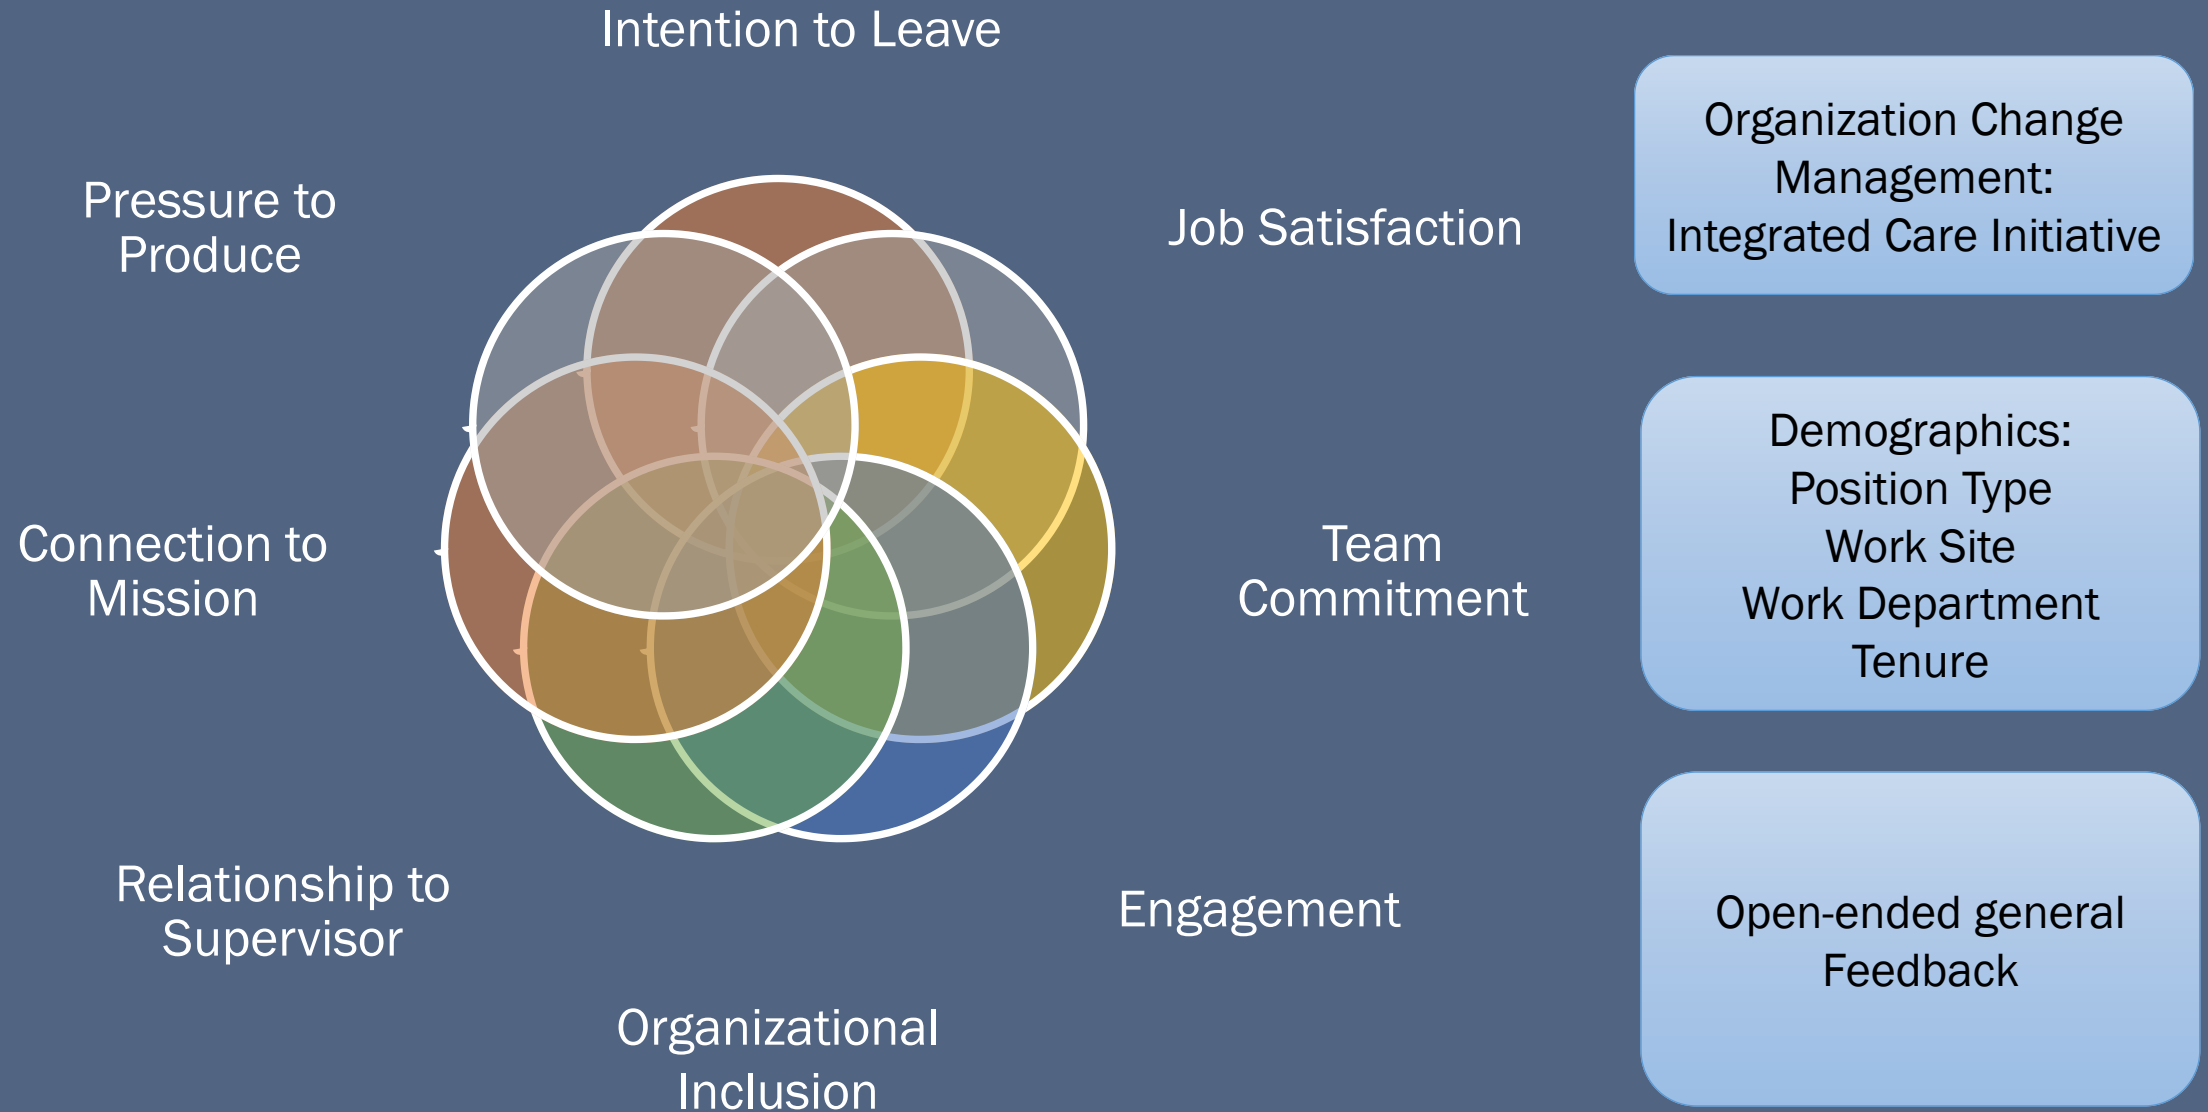 Intention to Leave
Pressure to
Produce
Job Satisfaction
Connection to
Mission
Team
Commitment
Relationship to
Supervisor
Engagement
Organizational
Inclusion
Organization Change
Management:
Integrated Care Initiative
Demographics:
Position Type
Work Site
Work Department
Tenure
Open-ended general
Feedback